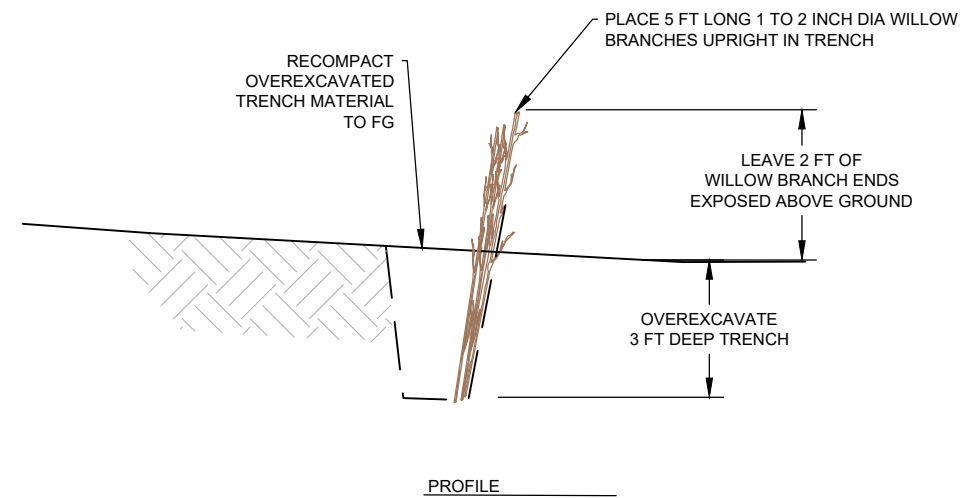 PLACE 5 FT LONG 1 TO 2 INCH DIA WILLOW
BRANCHES UPRIGHT IN TRENCH
RECOMPACT
OVEREXCAVATED
TRENCH MATERIAL
TO FG
LEAVE 2 FT OF
WILLOW BRANCH ENDS
EXPOSED ABOVE GROUND
OVEREXCAVATE
3 FT DEEP TRENCH
PROFILE